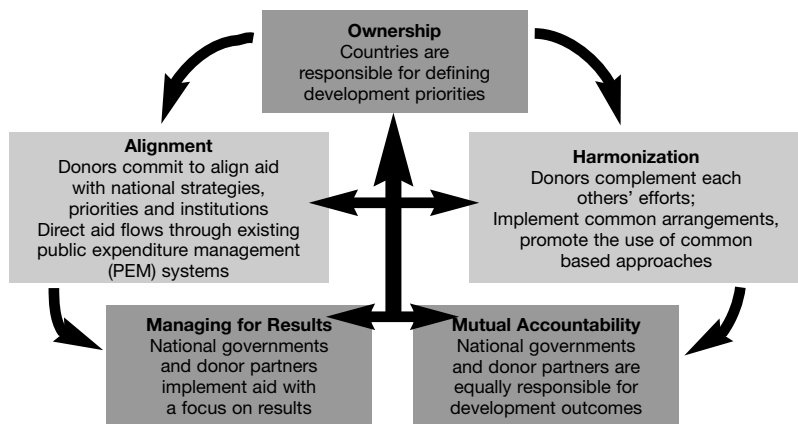 Ownership
Countries are
responsible for defining
development priorities
Alignment
Donors commit to align aid
with national strategies,
priorities and institutions
Direct aid flows through existing
public expenditure management
(PEM) systems
Harmonization
Donors complement each
others’ efforts;
Implement common arrangements,
promote the use of common
based approaches
Managing for Results
National governments
and donor partners
implement aid with
a focus on results
Mutual Accountability
National governments
and donor partners are
equally responsible for
development outcomes